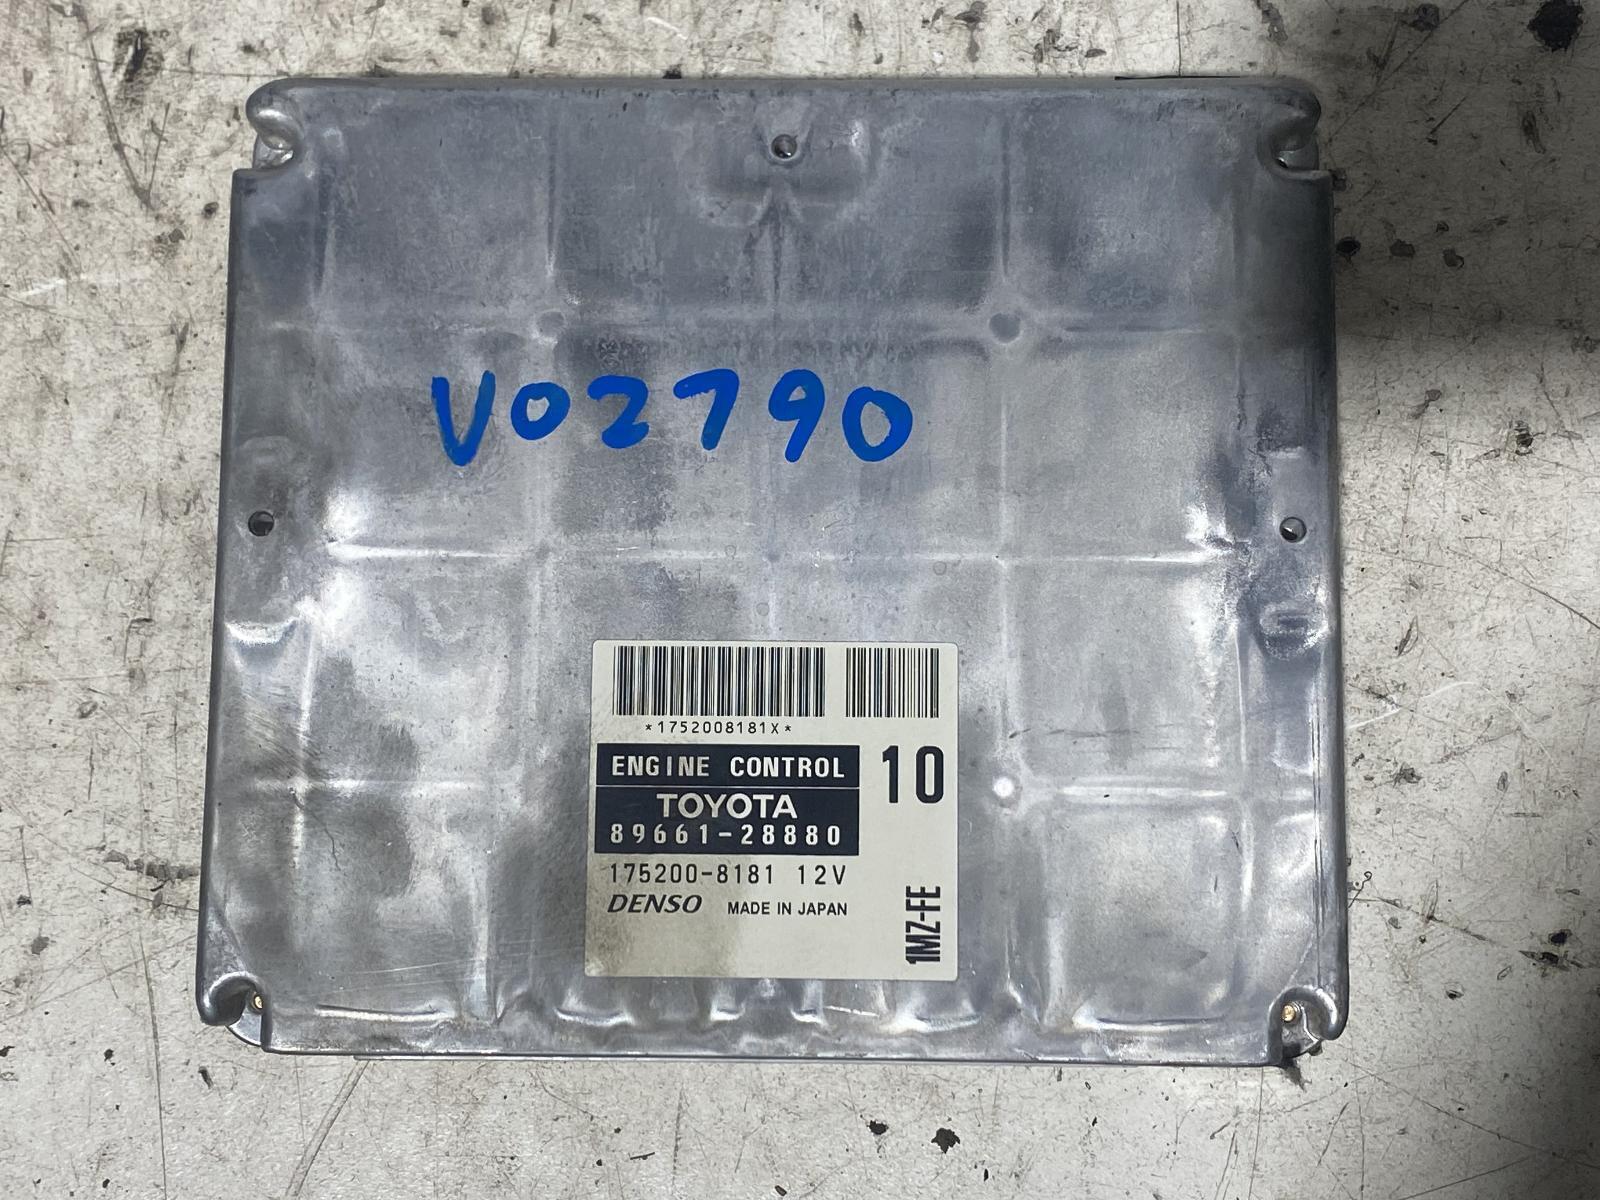 V02790
*1752008181X*
ENGINE CONTROL
10
TOYOTA
89661-28880
175200-8181 12V
DENSO MADE IN JAPAN
1MZ-FE